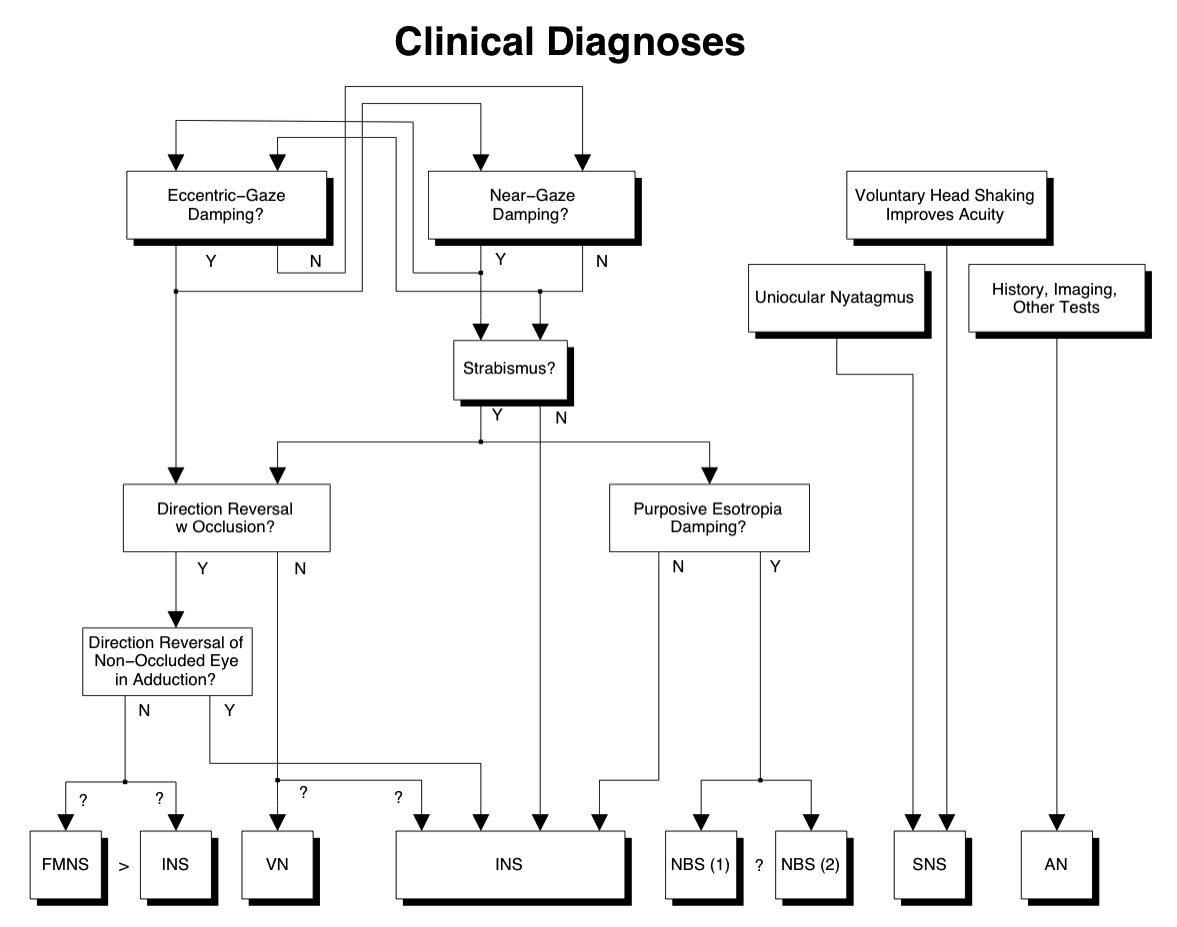 Clinical Diagnoses
Eccentric−Gaze
Damping?
Near−Gaze
Damping?
Voluntary Head Shaking
Improves Acuity
Y
N
Y
N
Uniocular Nyatagmus
History, Imaging,
Other Tests
Strabismus?
Y
N
Direction Reversal
w Occlusion?
Purposive Esotropia
Damping?
Y
N
N
Y
Direction Reversal of
Non−Occluded Eye
in Adduction?
N
Y
?
?
?
?
FMNS
>
INS
VN
INS
NBS (1)
?
NBS (2)
SNS
AN